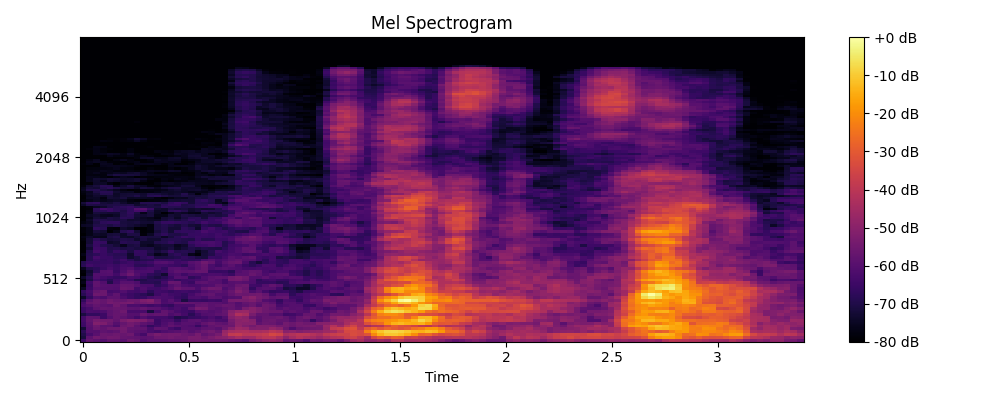 Mel Spectrogram
Hz
4096
2048
1024
512
0
0
0.5
1
1.5
2
2.5
3
Time
+0 dB
-10 dB
-20 dB
-30 dB
-40 dB
-50 dB
-60 dB
-70 dB
-80 dB